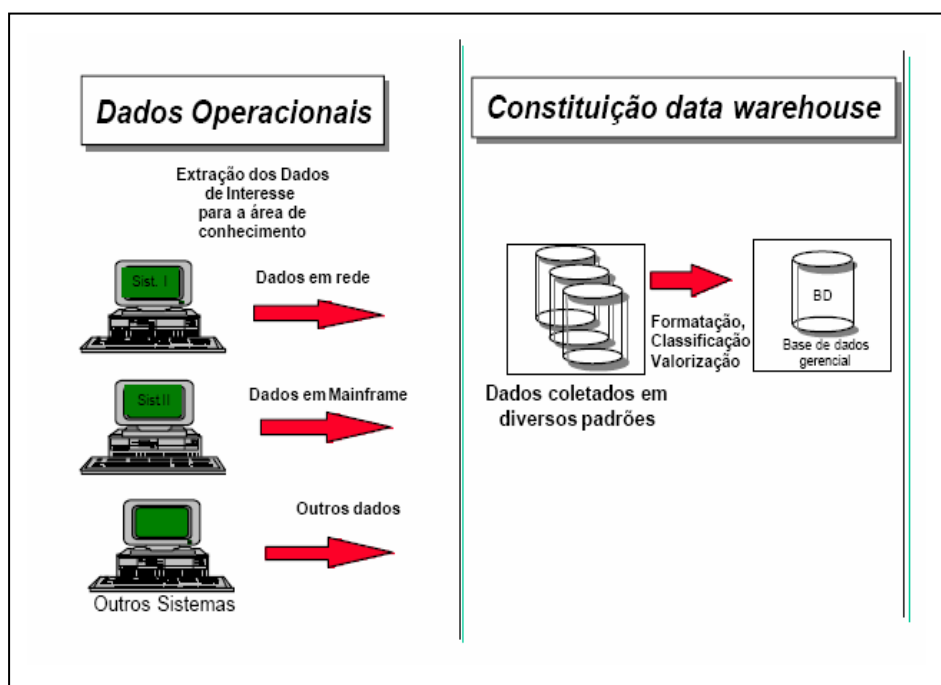 Dados Operacionais
Extração dos Dados
de Interesse
para a área de
conhecimento
Sist. I
Dados em rede
Sist.II
Dados em Mainframe
Outros dados
Outros Sistemas
Constituição data warehouse
Formatação,
Classificação
Valorização
BD
Base de dados
gerencial
Dados coletados em
diversos padrões